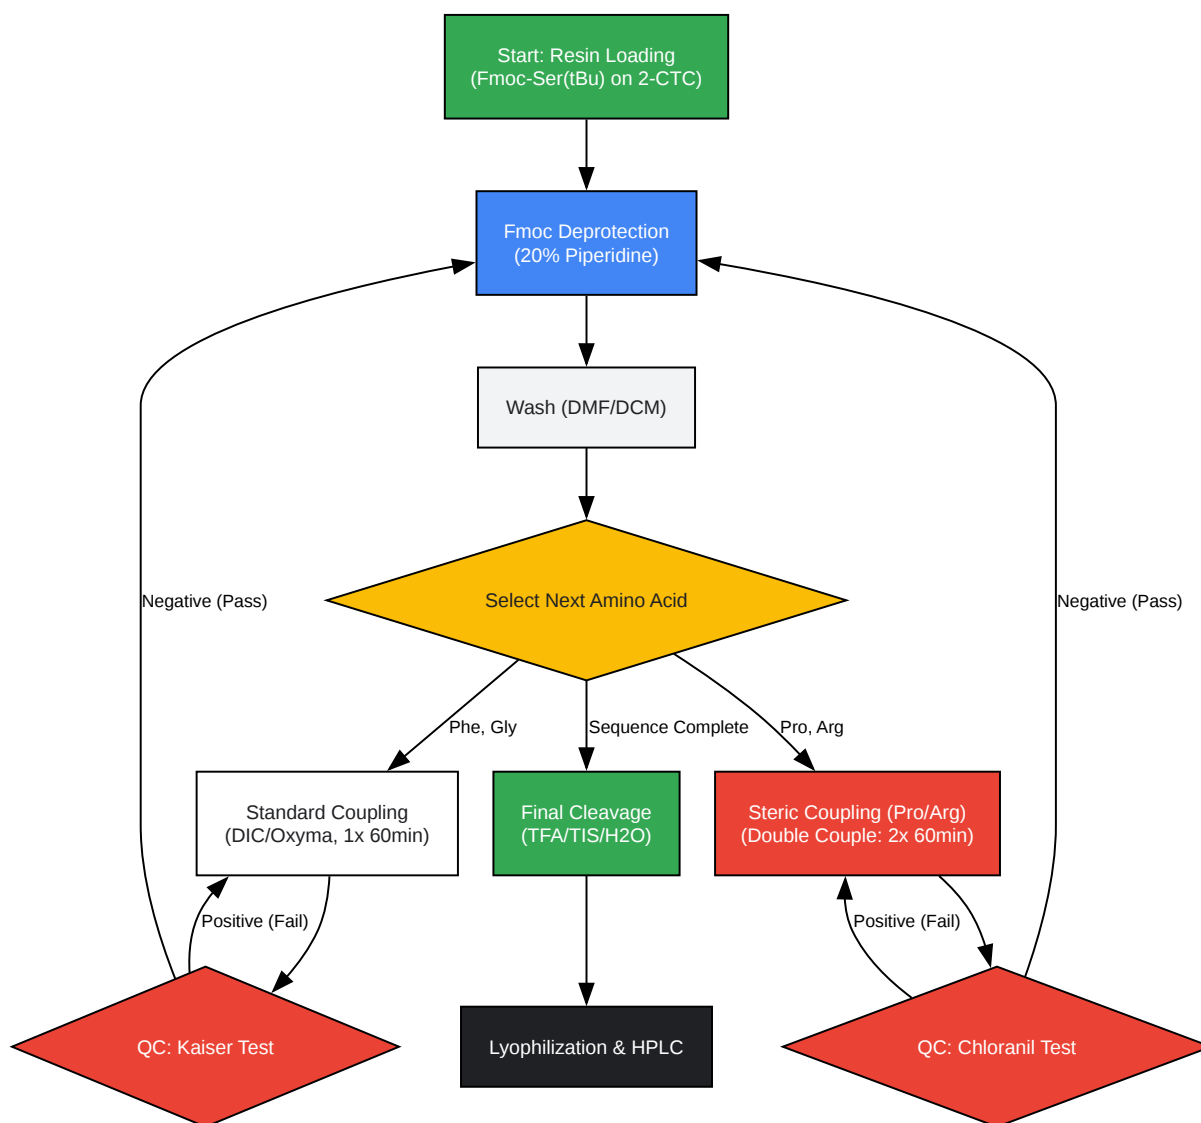 Start: Resin Loading
(Fmoc-Ser(tBu) on 2-CTC)
Fmoc Deprotection
(20% Piperidine)
Wash (DMF/DCM)
Select Next Amino Acid
Negative (Pass)
Negative (Pass)
Phe, Gly
Sequence Complete
Pro, Arg
Standard Coupling
(DIC/Oxyma, 1x 60min)
Final Cleavage
(TFA/TIS/H2O)
Steric Coupling (Pro/Arg)
(Double Couple: 2x 60min)
Positive (Fail)
Positive (Fail)
QC: Kaiser Test
Lyophilization & HPLC
QC: Chloranil Test